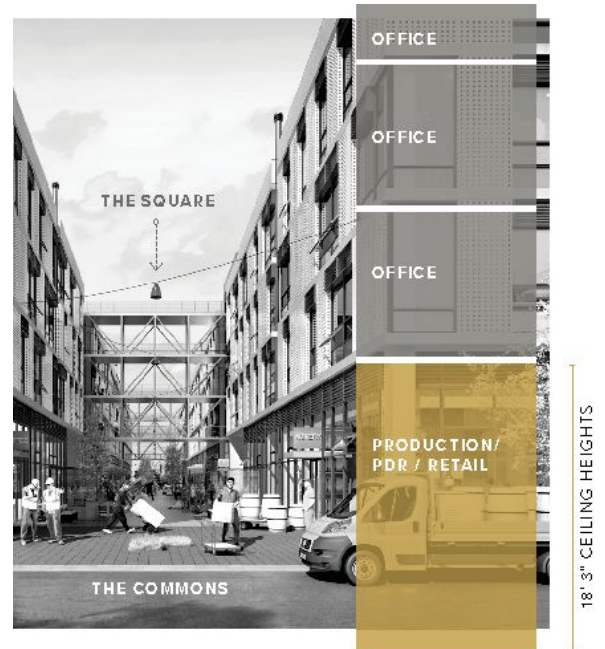 OFFICE
OFFICE
THE SQUARE
OFFICE
PRODUCTION/
PDR / RETAIL
18' 3" CEILING HEIGHTS
THE COMMONS